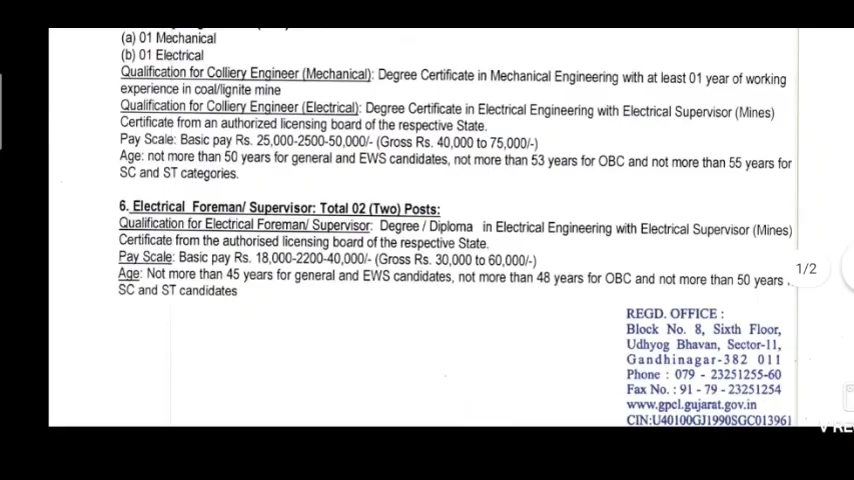 (a) 01 Mechanical
(b) 01 Electrical
Qualification for Colliery Engineer (Mechanical): Degree Certificate in Mechanical Engineering with at least 01 year of working
experience in coal/lignite mine
Qualification for Colliery Engineer (Electrical): Degree Certificate in Electrical Engineering with Electrical Supervisor (Mines)
Certificate from an authorized licensing board of the respective State.
Pay Scale: Basic pay Rs. 25,000-2500-50,000/- (Gross Rs. 40,000 to 75,000/-)
Age: not more than 50 years for general and EWS candidates, not more than 53 years for OBC and not more than 55 years for
SC and ST categories.
6. Electrical Foreman/ Supervisor: Total 02 (Two) Posts:
Qualification for Electrical Foreman/ Supervisor: Degree / Diploma in Electrical Engineering with Electrical Supervisor (Mines)
Certificate from the authorised licensing board of the respective State.
Pay Scale: Basic pay Rs. 18,000-2200-40,000/- (Gross Rs. 30,000 to 60,000/-)
1/2
Age: Not more than 45 years for general and EWS candidates, not more than 48 years for OBC and not more than 50 years
SC and ST candidates
REGD. OFFICE :
Block No. 8, Sixth Floor,
Udhyog Bhavan, Sector-11,
Gandhinagar-382 011
Phone : 079 - 23251255-60
Fax No. : 91 - 79 - 23251254
www.gpcl.gujarat.gov.in
CIN:U40100GJ1990SGC013961